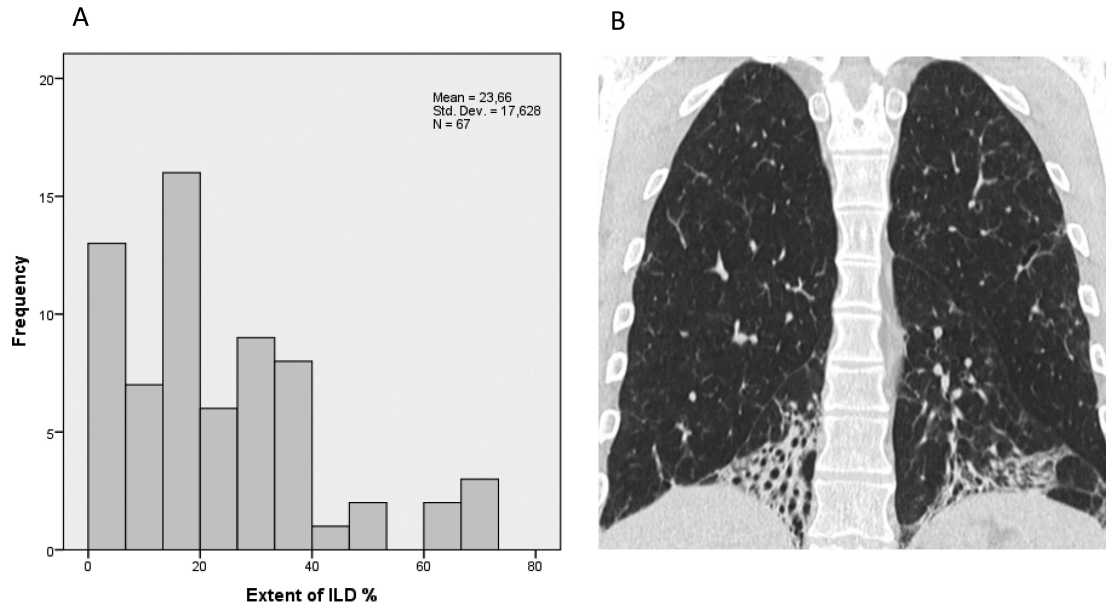 A
B
Mean = 23,66
Std. Dev. = 17,628
N = 67
20
15
10
5
0
Frequency
0 20 40 60 80
Extent of ILD %